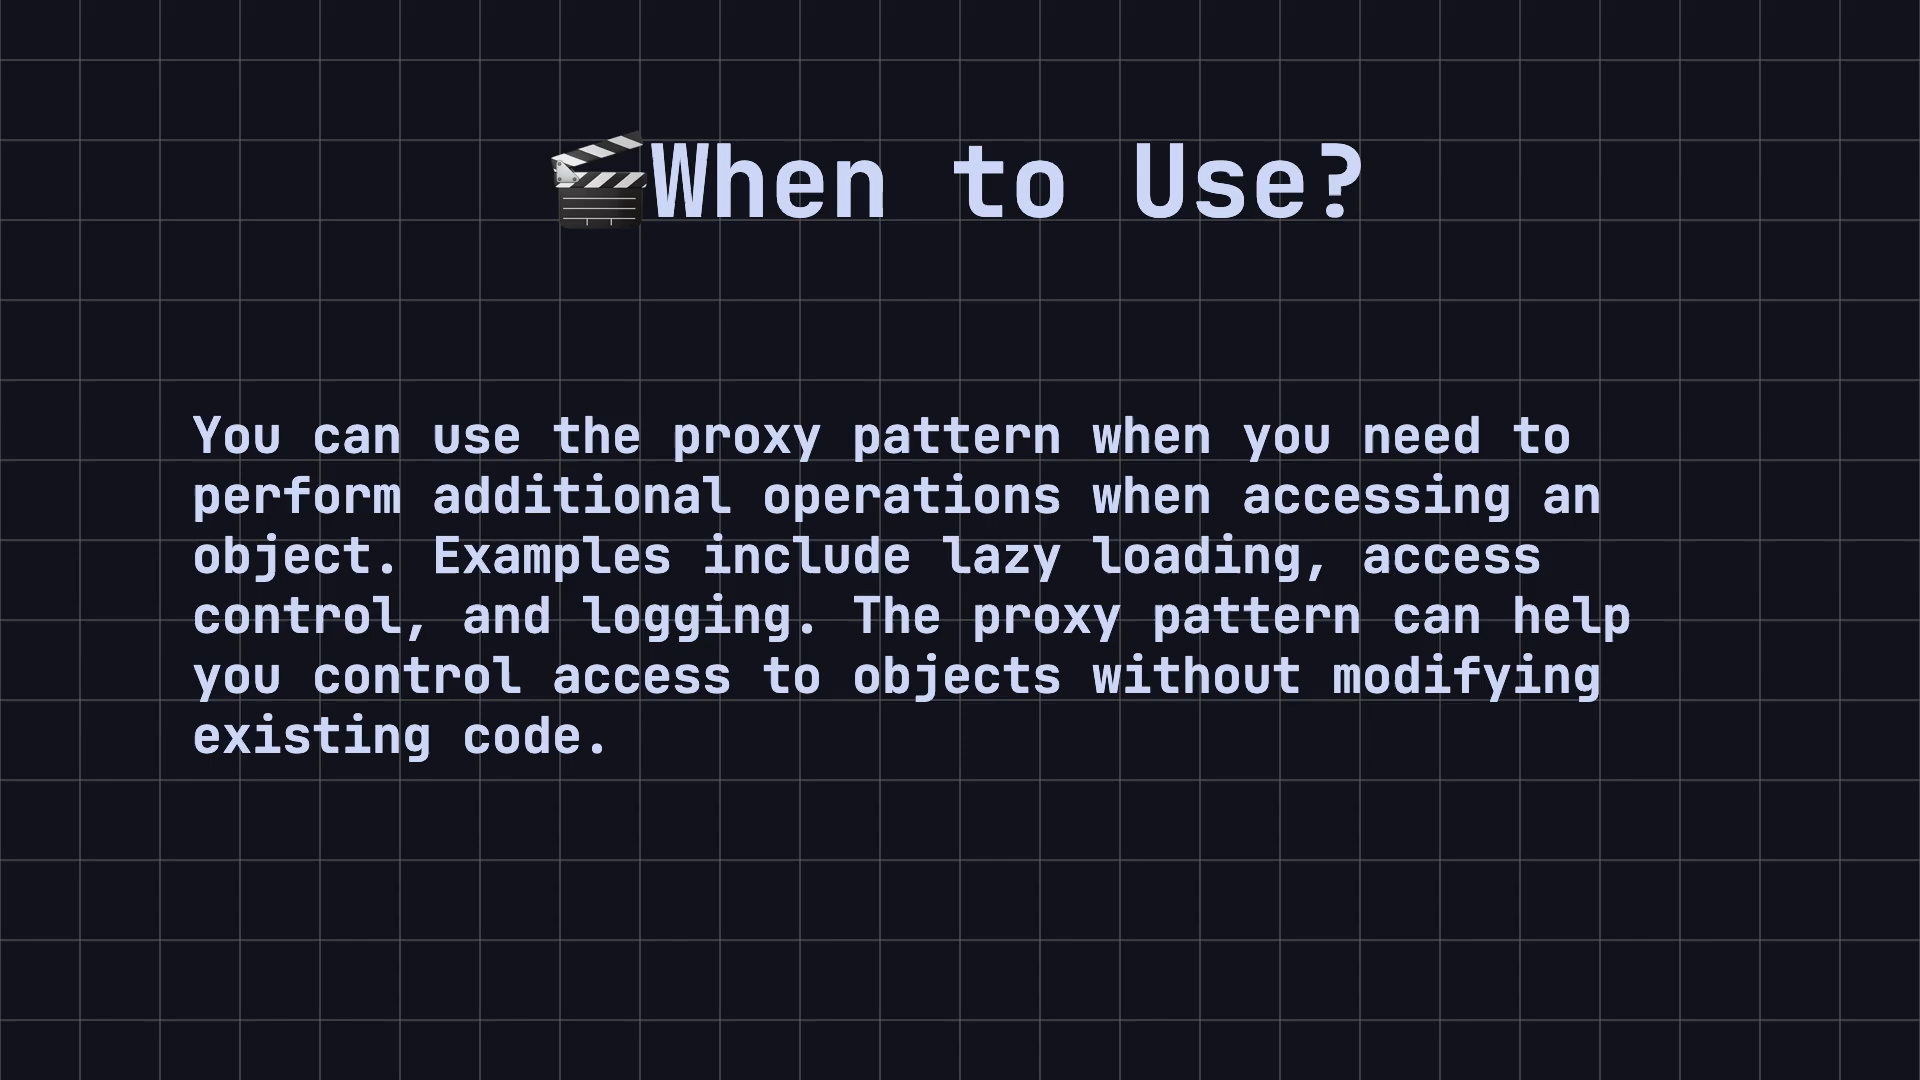 When to Use?
You can use the proxy pattern when you need to
perform additional operations when accessing an
object. Examples include lazy loading, access
control, and logging. The proxy pattern can help
you control access to objects without modifying
existing code.